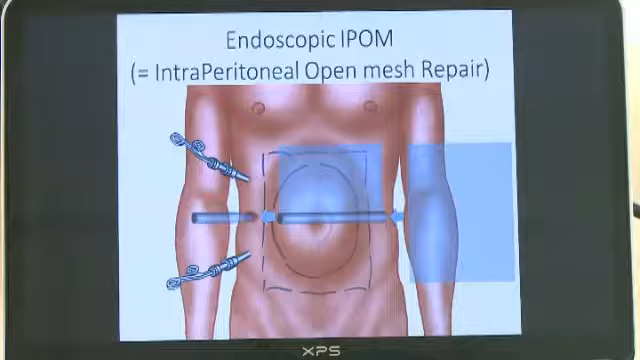 Endoscopic IPOM
(= IntraPeritoneal Open mesh Repair)
XPS